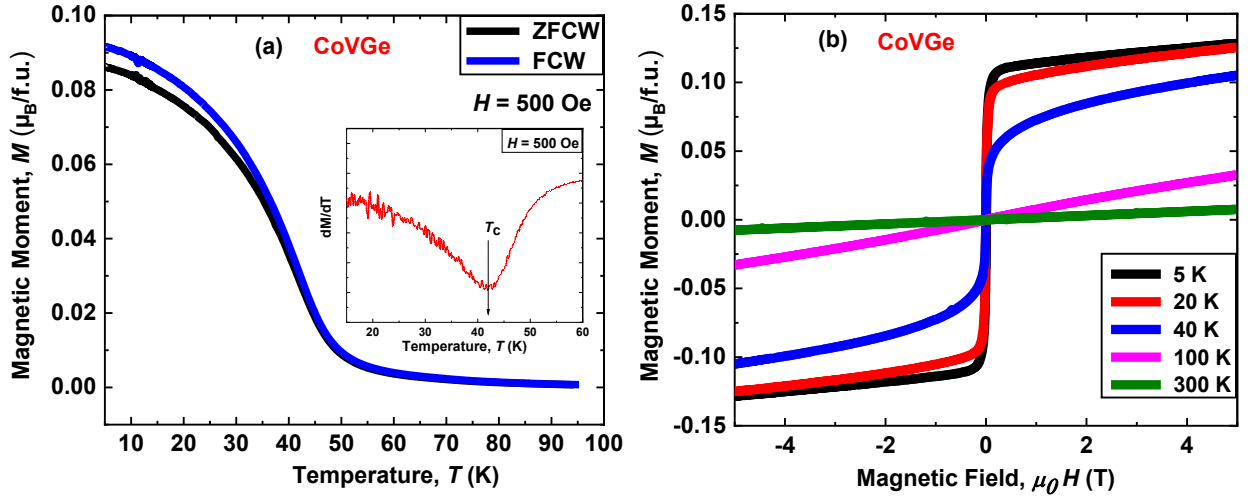 (a) CoVGe
ZFCW
FCW
H = 500 Oe
Magnetic Moment, M (μB/f.u.)
0.10
0.08
0.06
0.04
0.02
0.00
10 20 30 40 50 60 70 80 90 100
Temperature, T (K)
H = 500 Oe
dM/dT
TC
20 30 40 50 60
Temperature, T (K)
(b) CoVGe
Magnetic Moment, M (μB/f.u.)
0.15
0.10
0.05
0.00
-0.05
-0.10
-0.15
-4 -2 0 2 4
Magnetic Field, μ0 H (T)
5 K
20 K
40 K
100 K
300 K